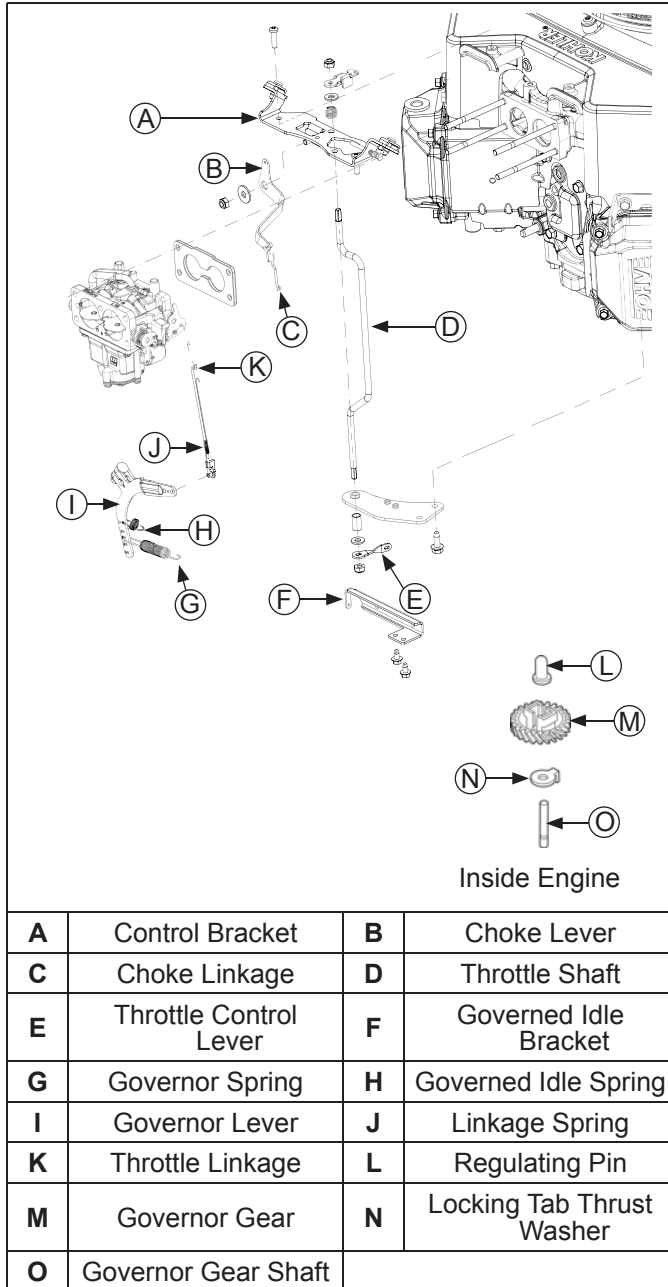 KOHLER
A
B
C
D
K
J
I
H
G
F
E
L
M
N
O
Inside Engine
A Control Bracket B Choke Lever
C Choke Linkage D Throttle Shaft
E Throttle Control Lever F Governed Idle Bracket
G Governor Spring H Governed Idle Spring
I Governor Lever J Linkage Spring
K Throttle Linkage L Regulating Pin
M Governor Gear N Locking Tab Thrust Washer
O Governor Gear Shaft